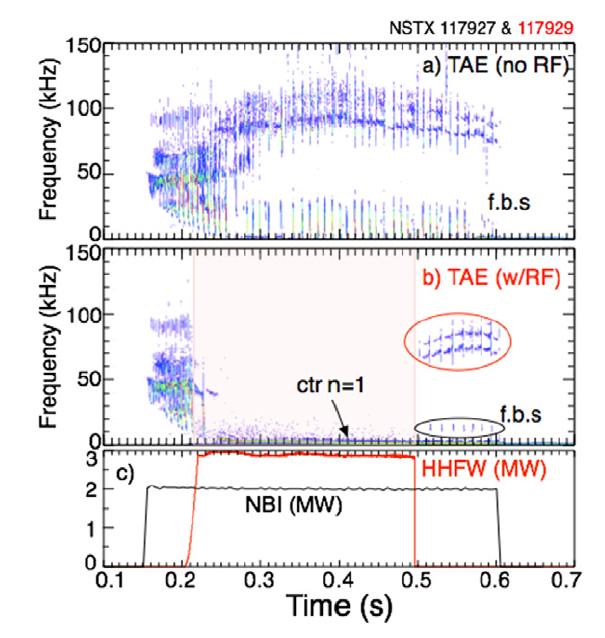 NSTX 117927 & 117929
150
a) TAE (no RF)
100
50
f.b.s
0
Frequency (kHz)
150
b) TAE (w/RF)
100
50
ctr n=1
f.b.s
0
Frequency (kHz)
3
c)
HHFW (MW)
2
NBI (MW)
1
0
0.1 0.2 0.3 0.4 0.5 0.6 0.7
Time (s)